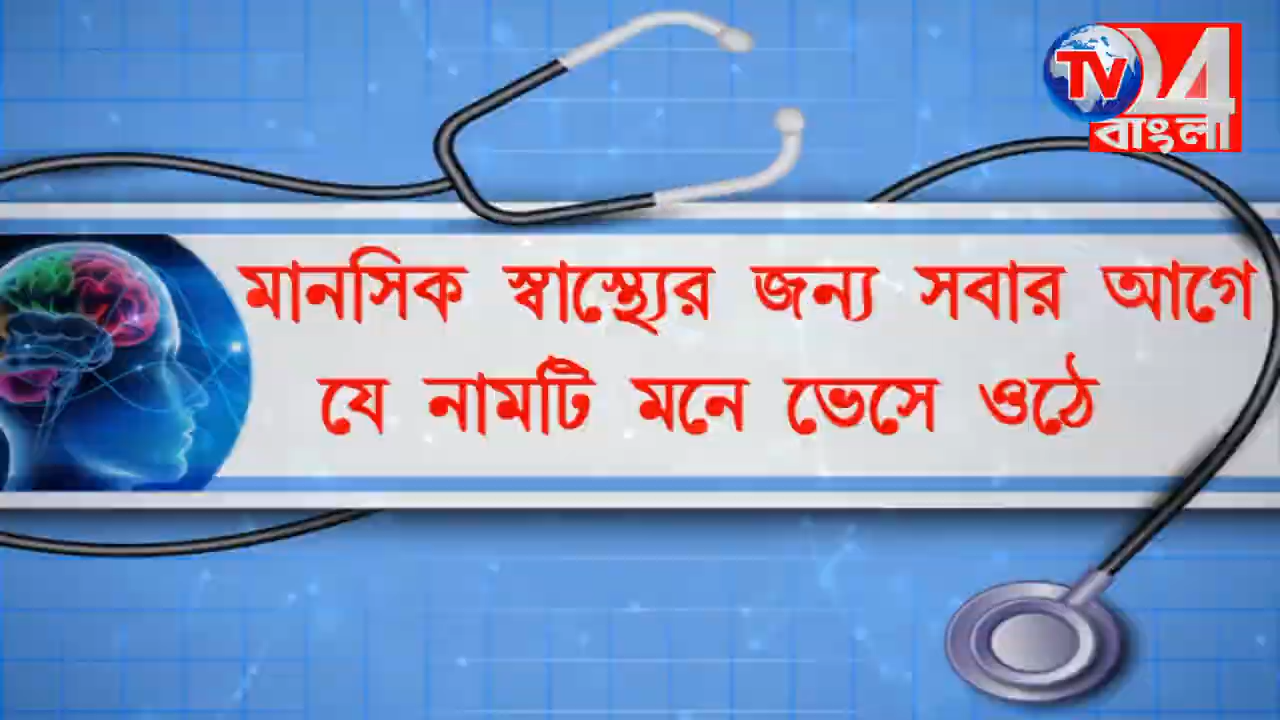 TV 24
বাংলা
মানসিক স্বাস্থ্যের জন্য সবার আগে
যে নামটি মনে ভেসে ওঠে